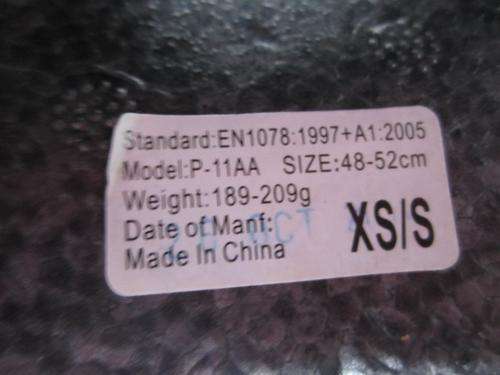 Standard:EN1078:1997+A1:2005
Model:P-11AA SIZE:48-52cm
Weight:189-209g
Date of Manf:
OCT
Made In China
XS/S